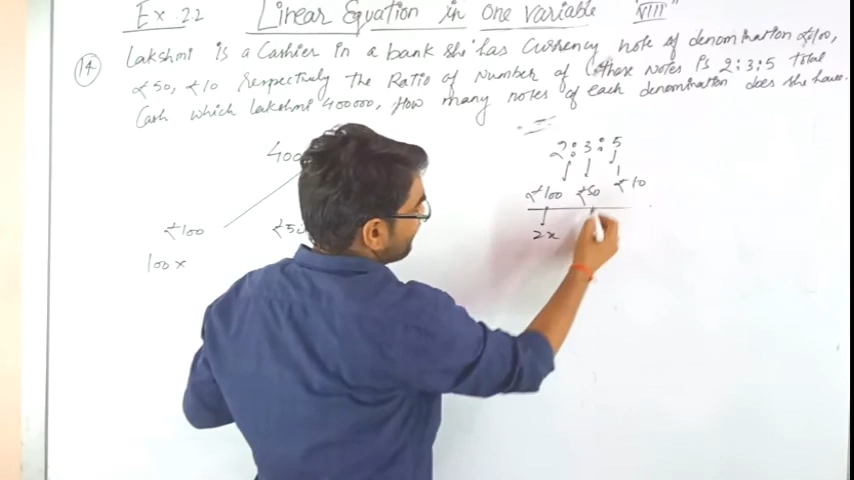 Ex 2.2 Linear Equation in one variable "VIII"
14 Lakshmi is a Cashier in a bank she has Currency note of denomination ₹100,
₹50, ₹10 respectively The Ratio of Number of these Notes is 2:3:5 total
Cash which lakshmi 400000, How many notes of each denomination does she have.
2:3:5
400
₹100 ₹50 ₹10
₹100 ₹50
2x
100x